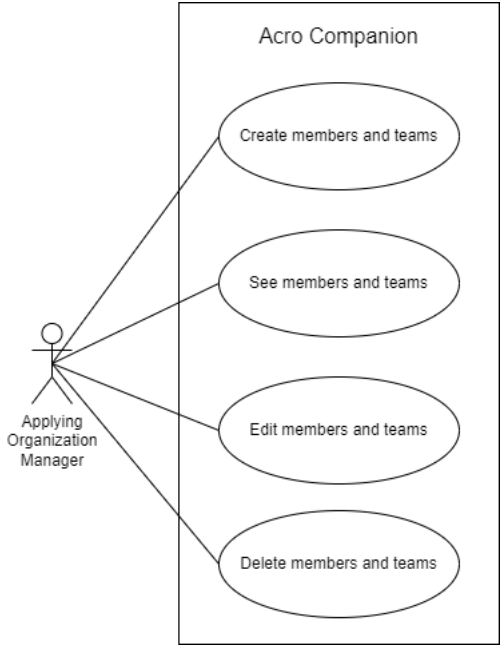 Acro Companion
Create members and teams
See members and teams
Edit members and teams
Delete members and teams
Applying
Organization
Manager